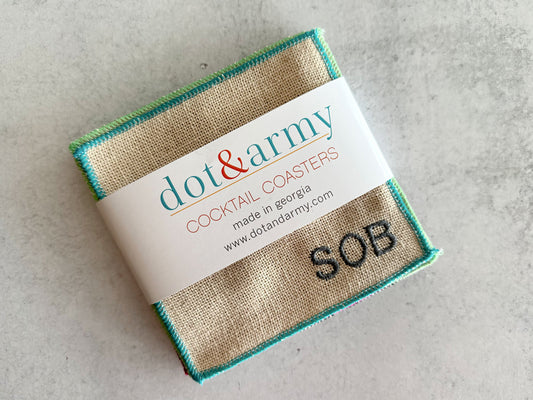 dot&army
COCKTAIL COASTERS
made in georgia
www.dotandarmy.com
SOB